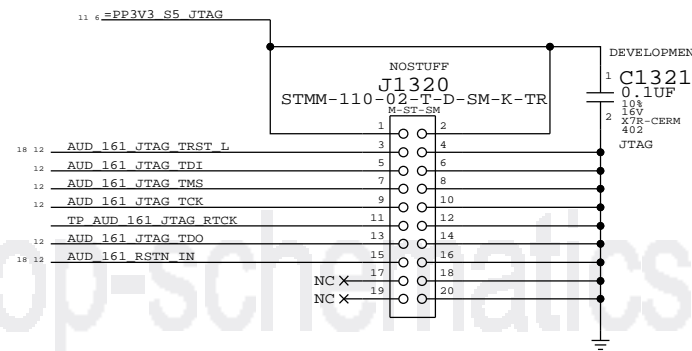 11 6 =PP3V3_S5_JTAG
DEVELOPMEN
NOSTUFF
J1320
STMM-110-02-T-D-SM-K-TR
M-ST-SM
1 C1321
0.1UF
10%
16V
2 X7R-CERM
402
JTAG
1 2
18 12 AUD_161_JTAG_TRST_L 3 4
12 AUD_161_JTAG_TDI 5 6
12 AUD_161_JTAG_TMS 7 8
12 AUD_161_JTAG_TCK 9 10
TP_AUD_161_JTAG_RTCK 11 12
12 AUD_161_JTAG_TDO 13 14
18 12 AUD_161_RSTN_IN 15 16
NC 17 18
NC 19 20
op-schematics